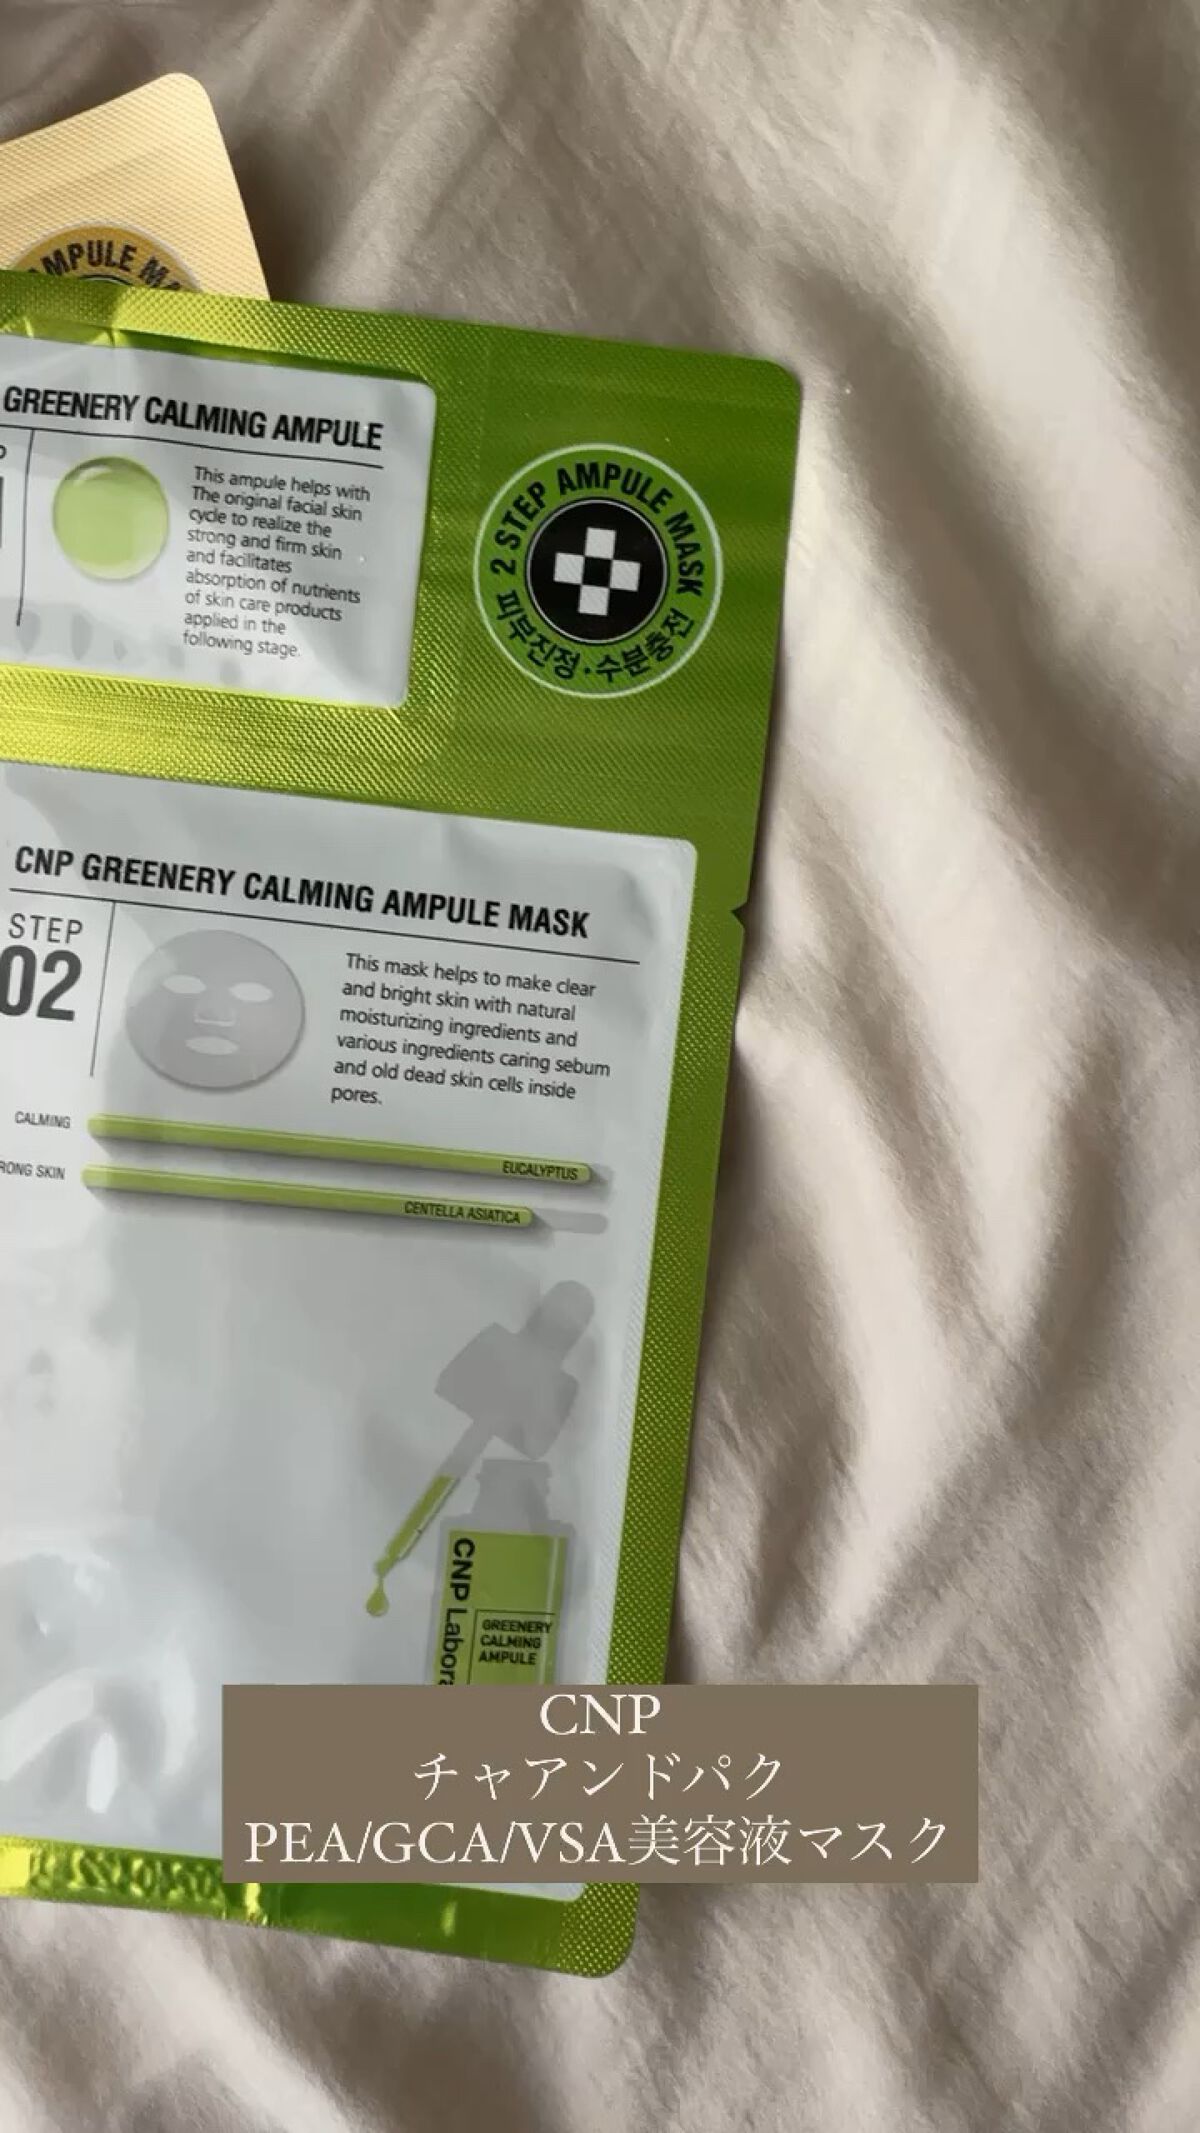 AMPULE
GREENERY CALMING AMPULE
This ampule helps with
The original facial skin
cycle to realize the
strong and firm skin
and facilitates
absorption of nutrients
of skin care products
applied in the
following stage.
2 STEP AMPULE MASK
피부진정·수분충전
CNP GREENERY CALMING AMPULE MASK
STEP
02
This mask helps to make clear
and bright skin with natural
moisturizing ingredients and
various ingredients caring sebum
and old dead skin cells inside
pores.
CALMING
EUCALYPTUS
RONG SKIN
CENTELLA ASIATICA
CNP Labora
GREENERY
CALMING
AMPULE
CNP
チャアンドパク
PEA/GCA/VSA美容液マスク